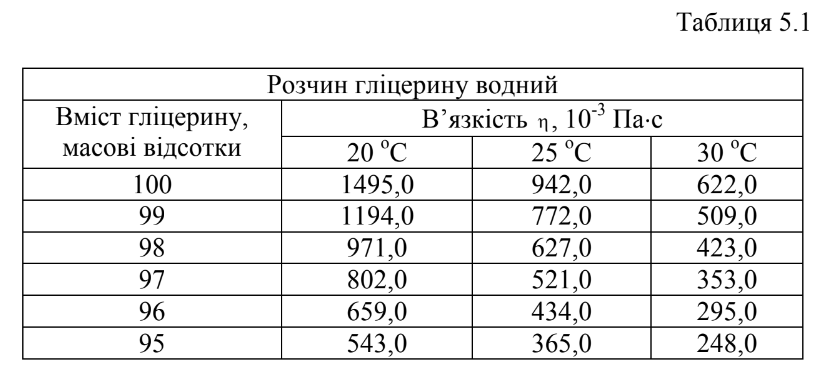 Таблиця 5.1
Розчин гліцерину водний
Вміст гліцерину, масові відсотки
В’язкість η, 10⁻³ Па·с
20 °C 25 °C 30 °C
100 1495,0 942,0 622,0
99 1194,0 772,0 509,0
98 971,0 627,0 423,0
97 802,0 521,0 353,0
96 659,0 434,0 295,0
95 543,0 365,0 248,0